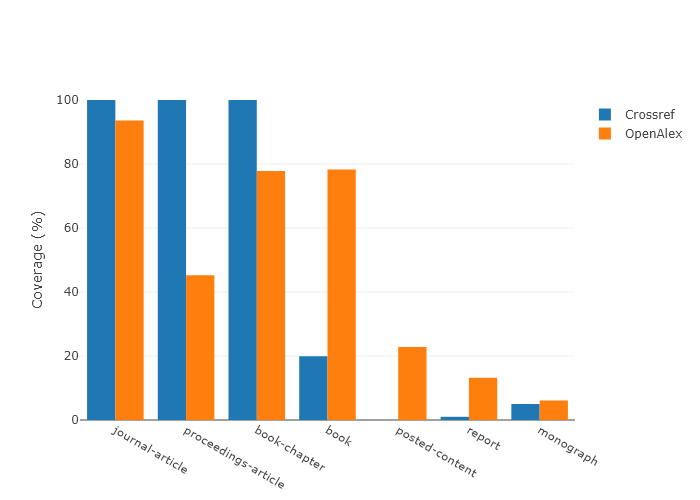 100
80
60
40
20
0
Coverage (%)
journal-article
proceedings-article
book-chapter
book
posted-content
report
monograph
Crossref
OpenAlex